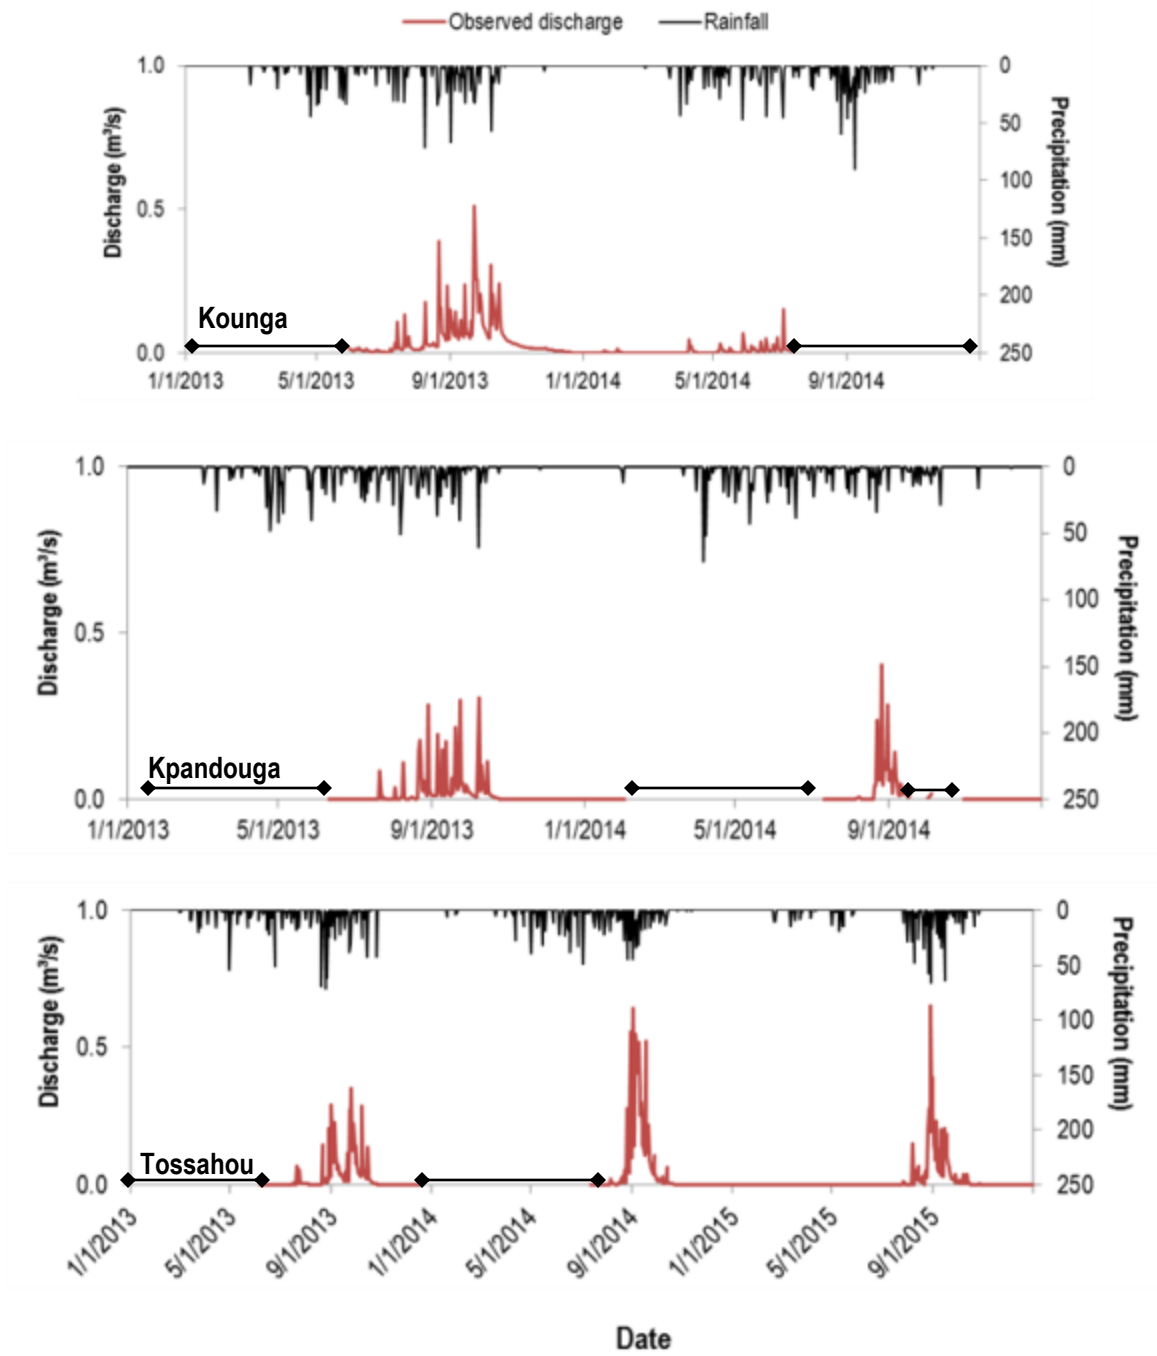 Observed discharge Rainfall
1.0 0
50
100
0.5 150
200
0.0 250
Discharge (m³/s)
Precipitation (mm)
Kounga
1/1/2013 5/1/2013 9/1/2013 1/1/2014 5/1/2014 9/1/2014
1.0 0
50
100
0.5
150
200
0.0 250
Discharge (m³/s)
Precipitation (mm)
Kpandouga
1/1/2013 5/1/2013 9/1/2013 1/1/2014 5/1/2014 9/1/2014
1.0 0
50
100
0.5
150
200
0.0 250
Discharge (m³/s)
Precipitation (mm)
Tossahou
1/1/2013 5/1/2013 9/1/2013 1/1/2014 5/1/2014 9/1/2014 1/1/2015 5/1/2015 9/1/2015
Date